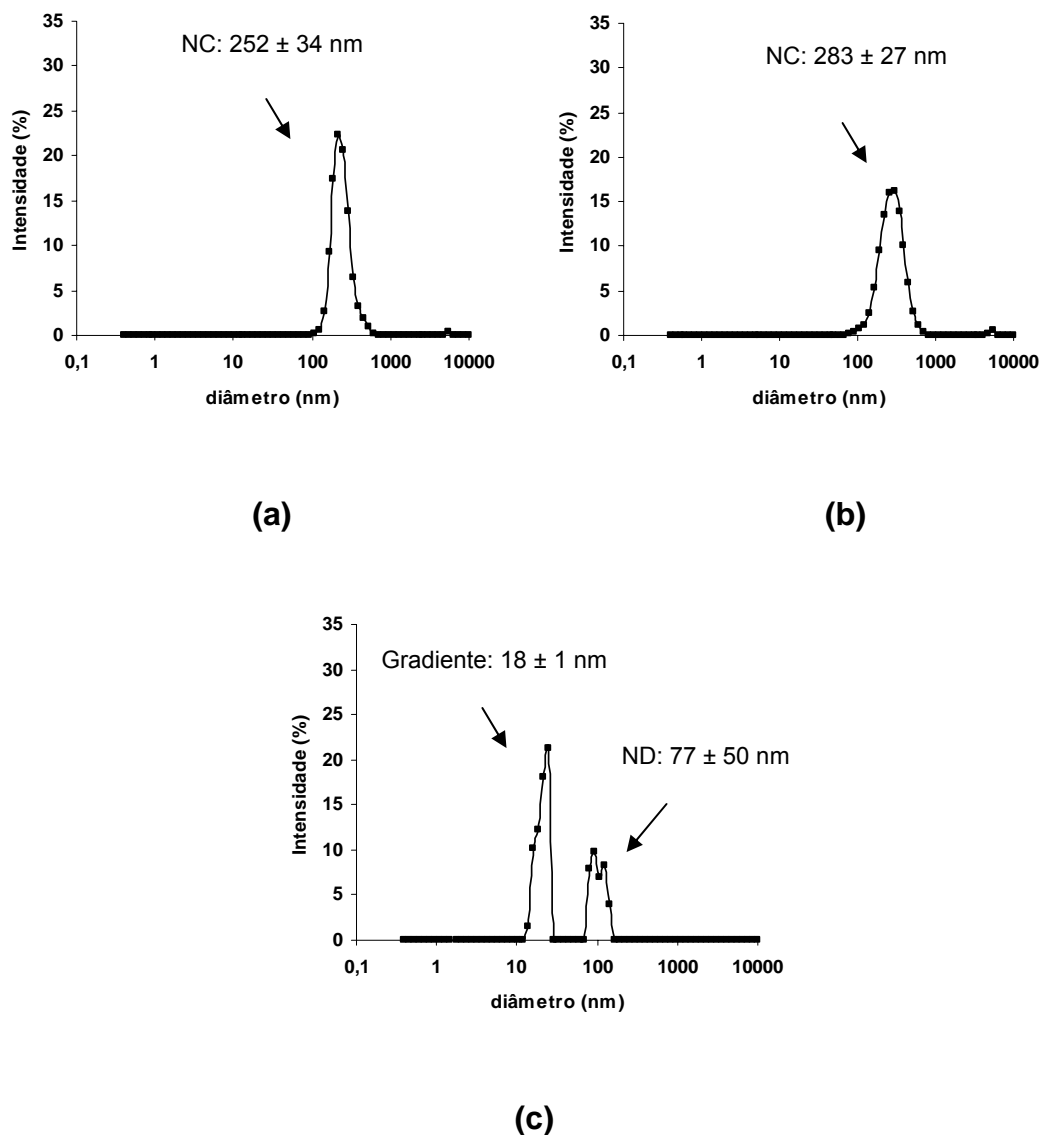 35
30
25
20
15
10
5
0
Intensidade (%)
NC: 252 ± 34 nm
0,1 1 10 100 1000 10000
diâmetro (nm)
(a)
35
30
25
20
15
10
5
0
Intensidade (%)
NC: 283 ± 27 nm
0,1 1 10 100 1000 10000
diâmetro (nm)
(b)
35
30
25
20
15
10
5
0
Intensidade (%)
Gradiente: 18 ± 1 nm
ND: 77 ± 50 nm
0,1 1 10 100 1000 10000
diâmetro (nm)
(c)